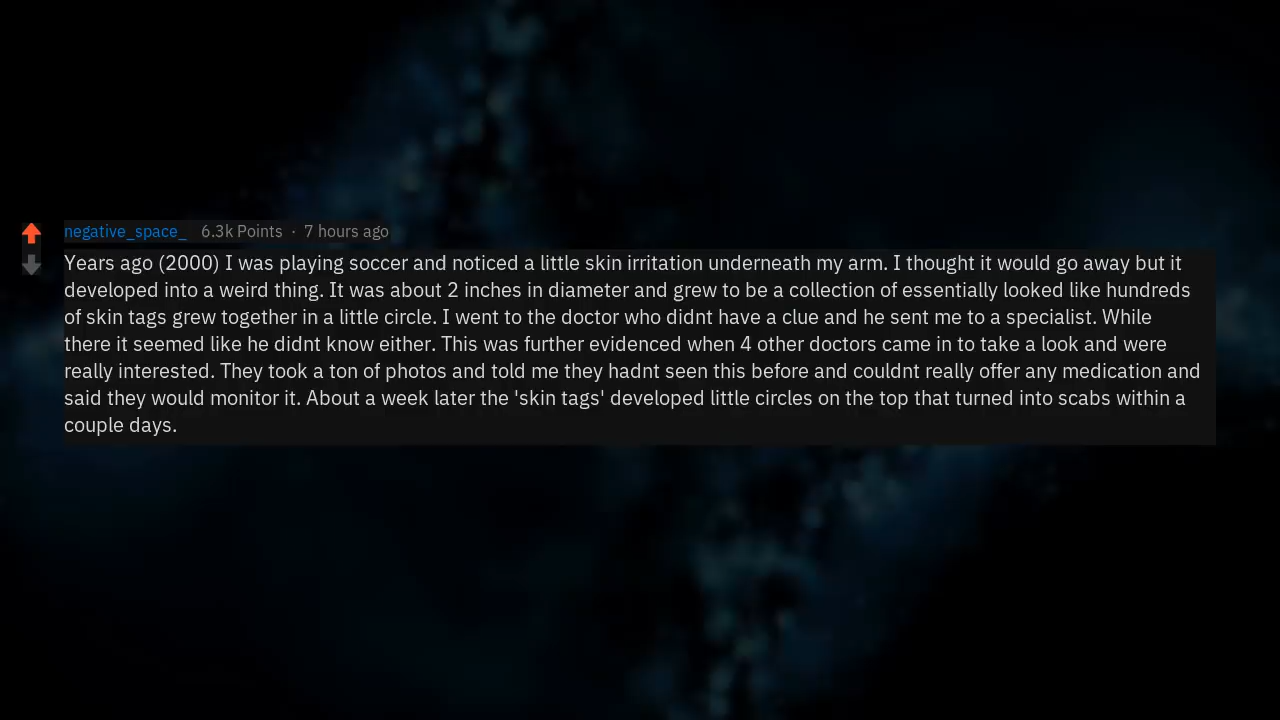 negative_space_ 6.3k Points · 7 hours ago
Years ago (2000) I was playing soccer and noticed a little skin irritation underneath my arm. I thought it would go away but it
developed into a weird thing. It was about 2 inches in diameter and grew to be a collection of essentially looked like hundreds
of skin tags grew together in a little circle. I went to the doctor who didnt have a clue and he sent me to a specialist. While
there it seemed like he didnt know either. This was further evidenced when 4 other doctors came in to take a look and were
really interested. They took a ton of photos and told me they hadnt seen this before and couldnt really offer any medication and
said they would monitor it. About a week later the 'skin tags' developed little circles on the top that turned into scabs within a
couple days.